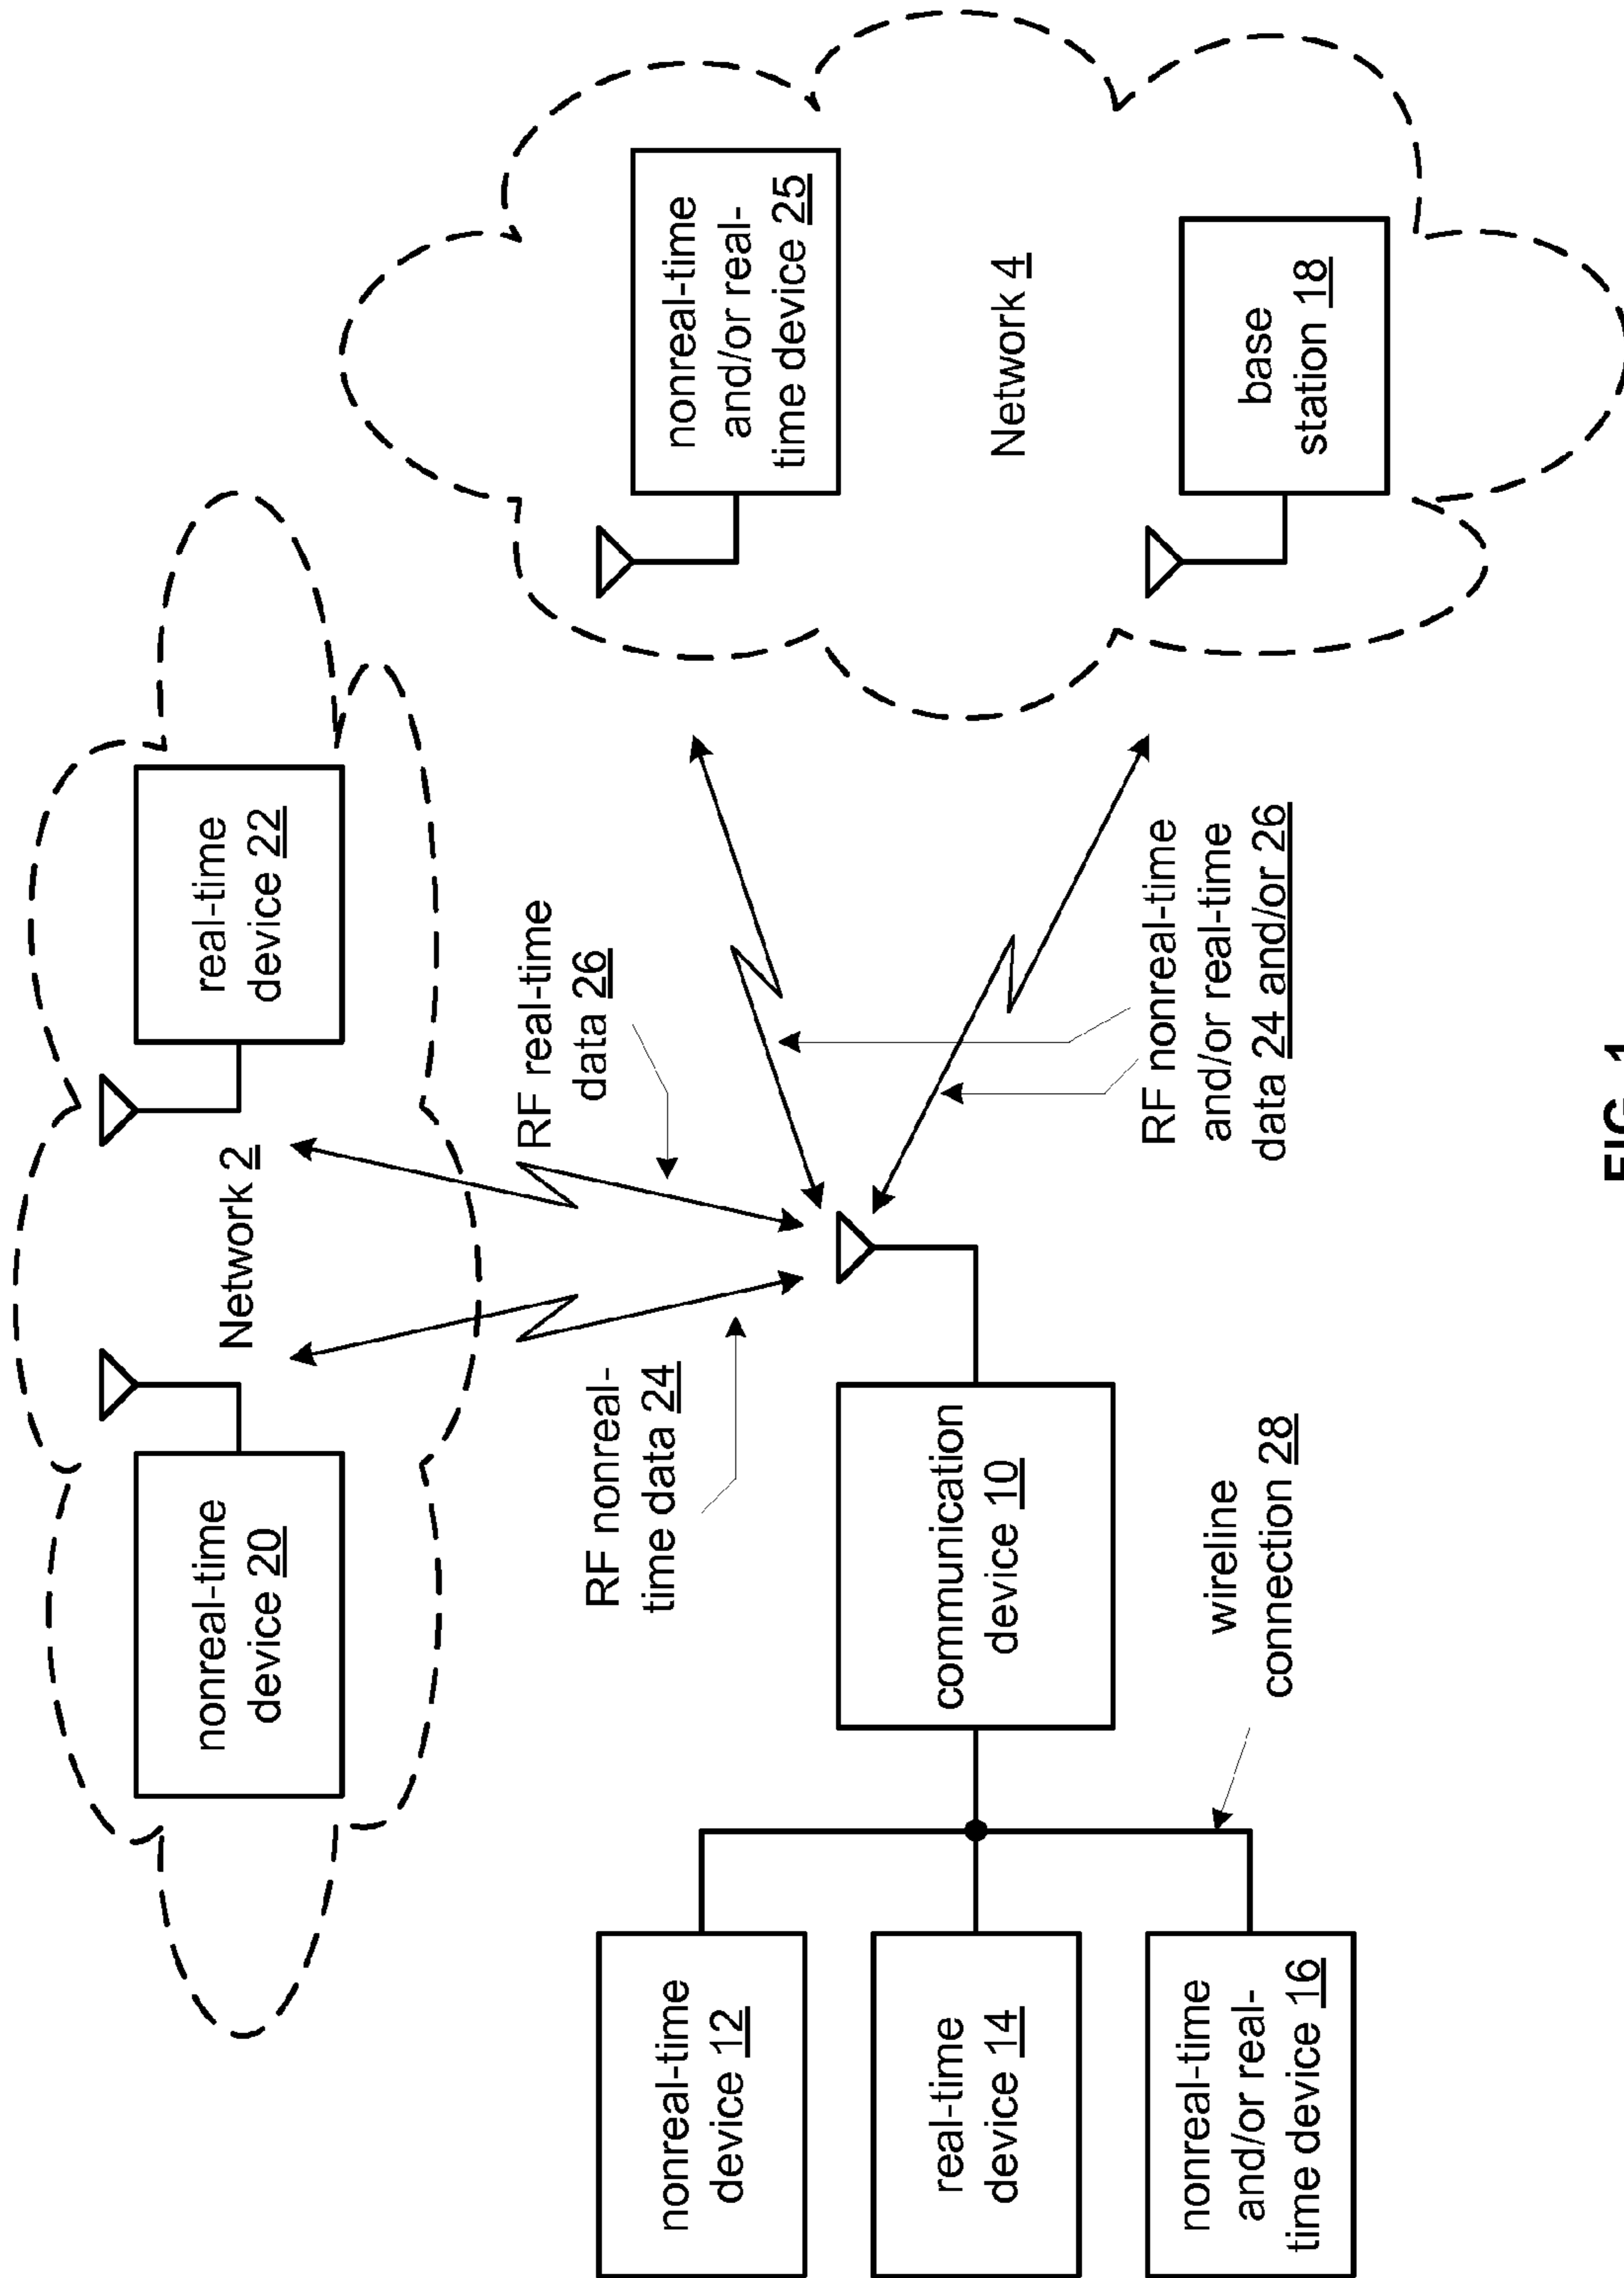 nonreal-time
device 20
Network 2
real-time
device 22
RF nonreal-
time data 24
RF real-time
data 26
nonreal-time
and/or real-
time device 25
Network 4
base
station 18
nonreal-time
device 12
real-time
device 14
nonreal-time
and/or real-
time device 16
communication
device 10
wireline
connection 28
RF nonreal-time
and/or real-time
data 24 and/or 26
FIG. 1